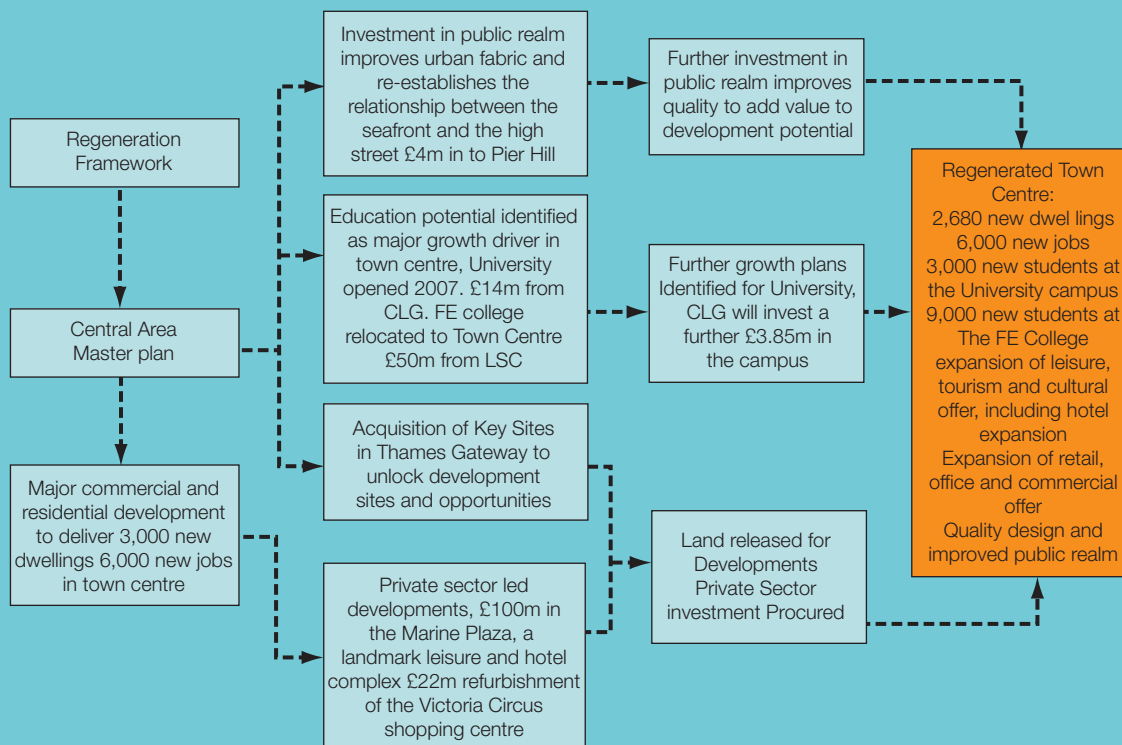 Regeneration
Framework
Central Area
Master plan
Major commercial and
residential development
to deliver 3,000 new
dwellings 6,000 new jobs
in town centre
Investment in public realm
improves urban fabric and
re-establishes the
relationship between the
seafront and the high
street £4m in to Pier Hill
Education potential identified
as major growth driver in
town centre, University
opened 2007. £14m from
CLG. FE college
relocated to Town Centre
£50m from LSC
Acquisition of Key Sites
in Thames Gateway to
unlock development
sites and opportunities
Private sector led
developments, £100m in
the Marine Plaza, a
landmark leisure and hotel
complex £22m refurbishment
of the Victoria Circus
shopping centre
Further investment in
public realm improves
quality to add value to
development potential
Further growth plans
Identified for University,
CLG will invest a
further £3.85m in
the campus
Land released for
Developments
Private Sector
investment Procured
Regenerated Town
Centre:
2,680 new dwel lings
6,000 new jobs
3,000 new students at
the University campus
9,000 new students at
The FE College
expansion of leisure,
tourism and cultural
offer, including hotel
expansion
Expansion of retail,
office and commercial
offer
Quality design and
improved public realm